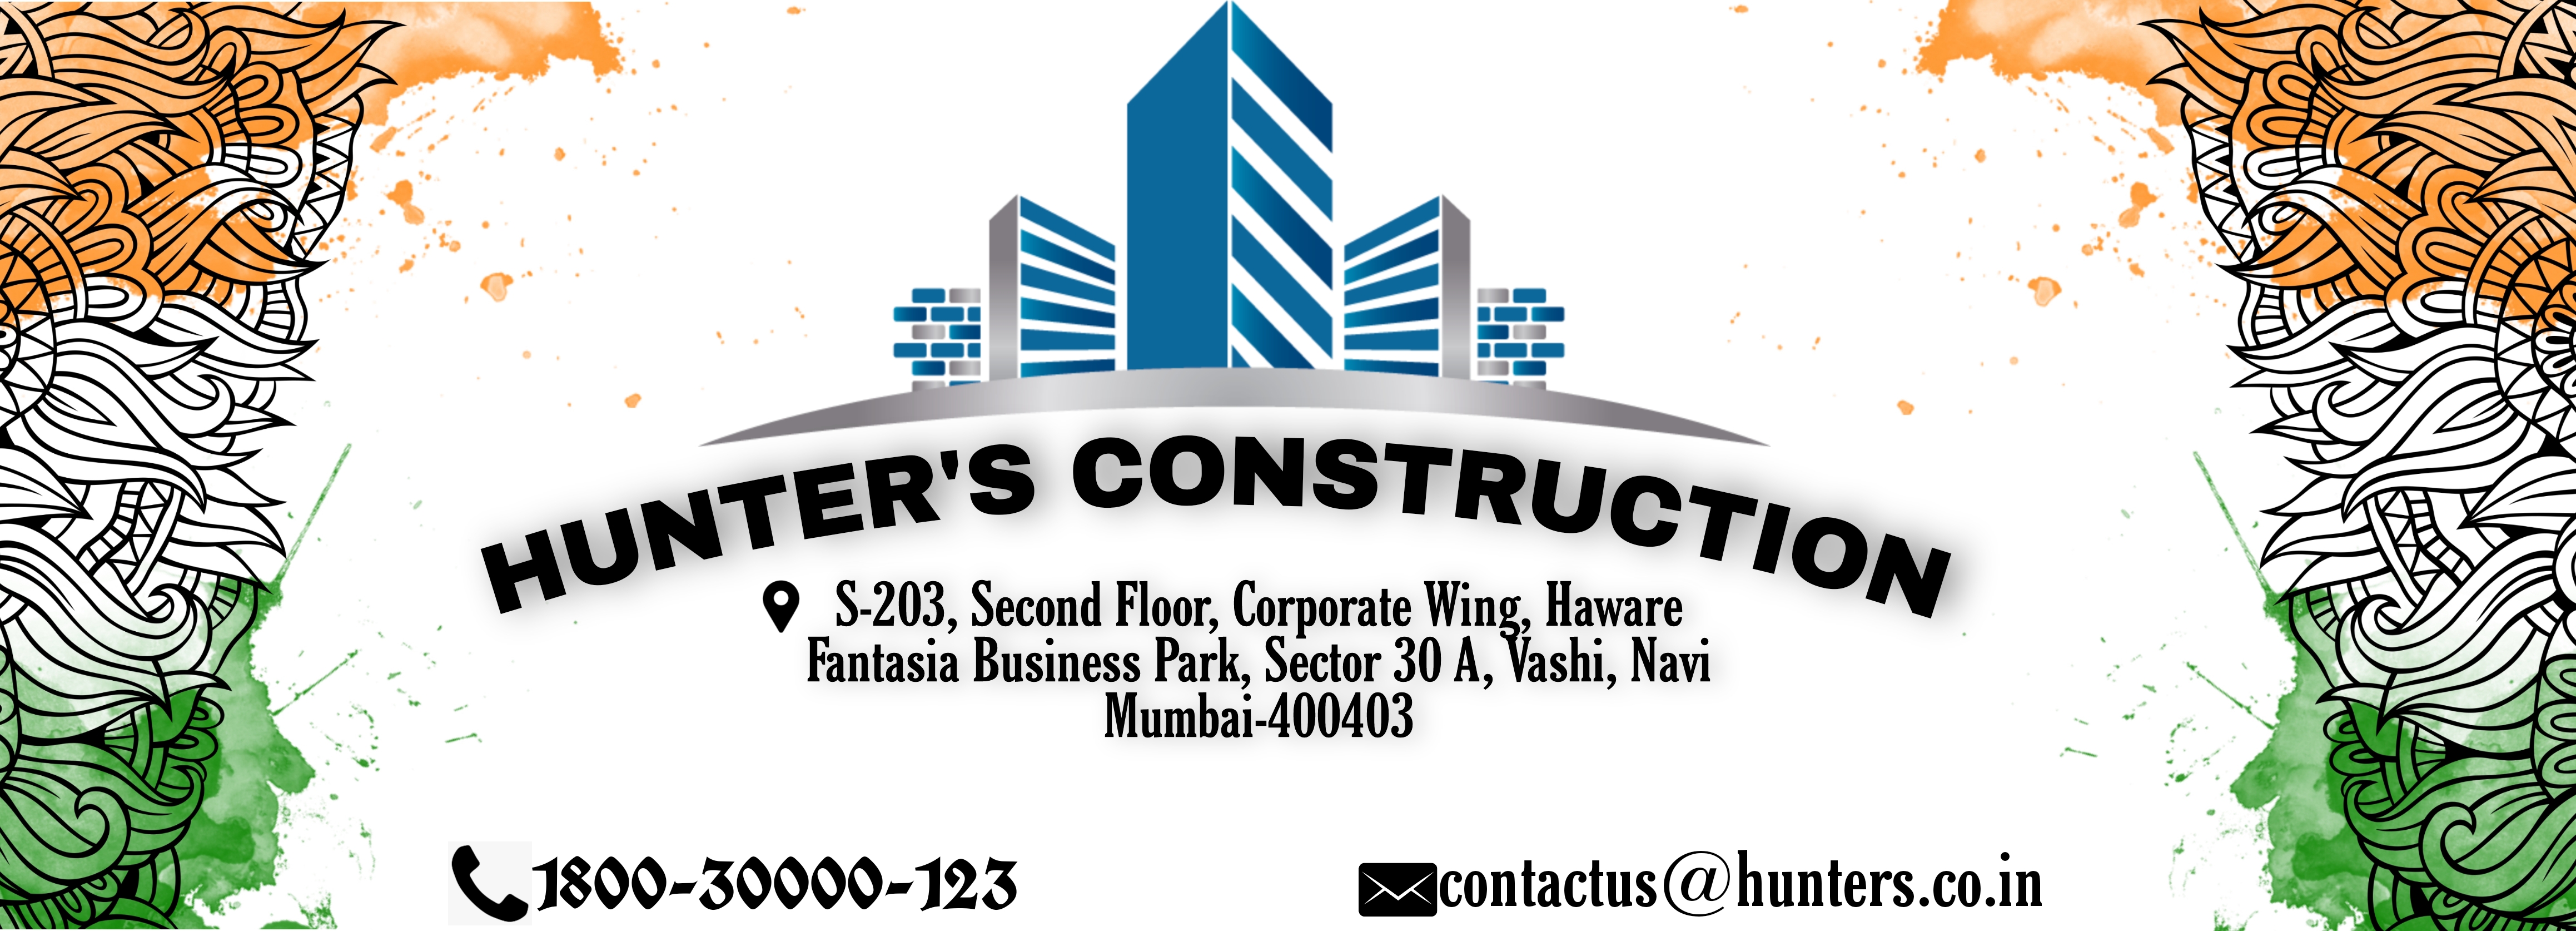 HUNTER'S CONSTRUCTION
S-203, Second Floor, Corporate Wing, Haware
Fantasia Business Park, Sector 30 A, Vashi, Navi
Mumbai-400403
1800-30000-123
contactus@hunters.co.in